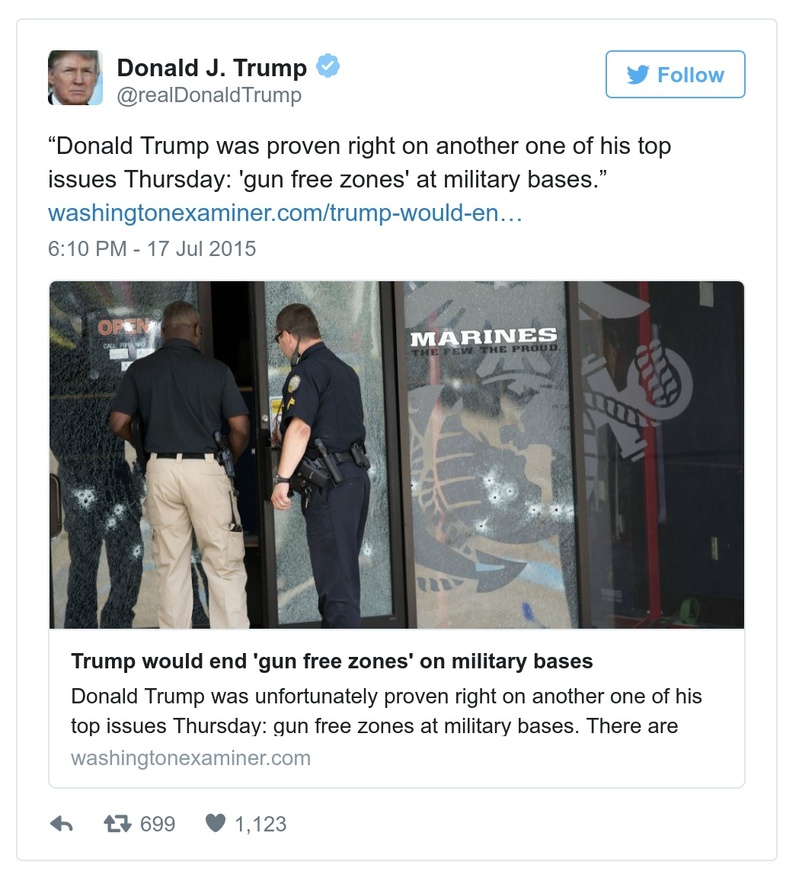 Donald J. Trump
@realDonaldTrump
Follow
“Donald Trump was proven right on another one of his top
issues Thursday: 'gun free zones' at military bases.”
washingtonexaminer.com/trump-would-en…
6:10 PM - 17 Jul 2015
OPEN
MARINES
THE FEW. THE PROUD.
Trump would end 'gun free zones' on military bases
Donald Trump was unfortunately proven right on another one of his
top issues Thursday: gun free zones at military bases. There are
washingtonexaminer.com
699
1,123